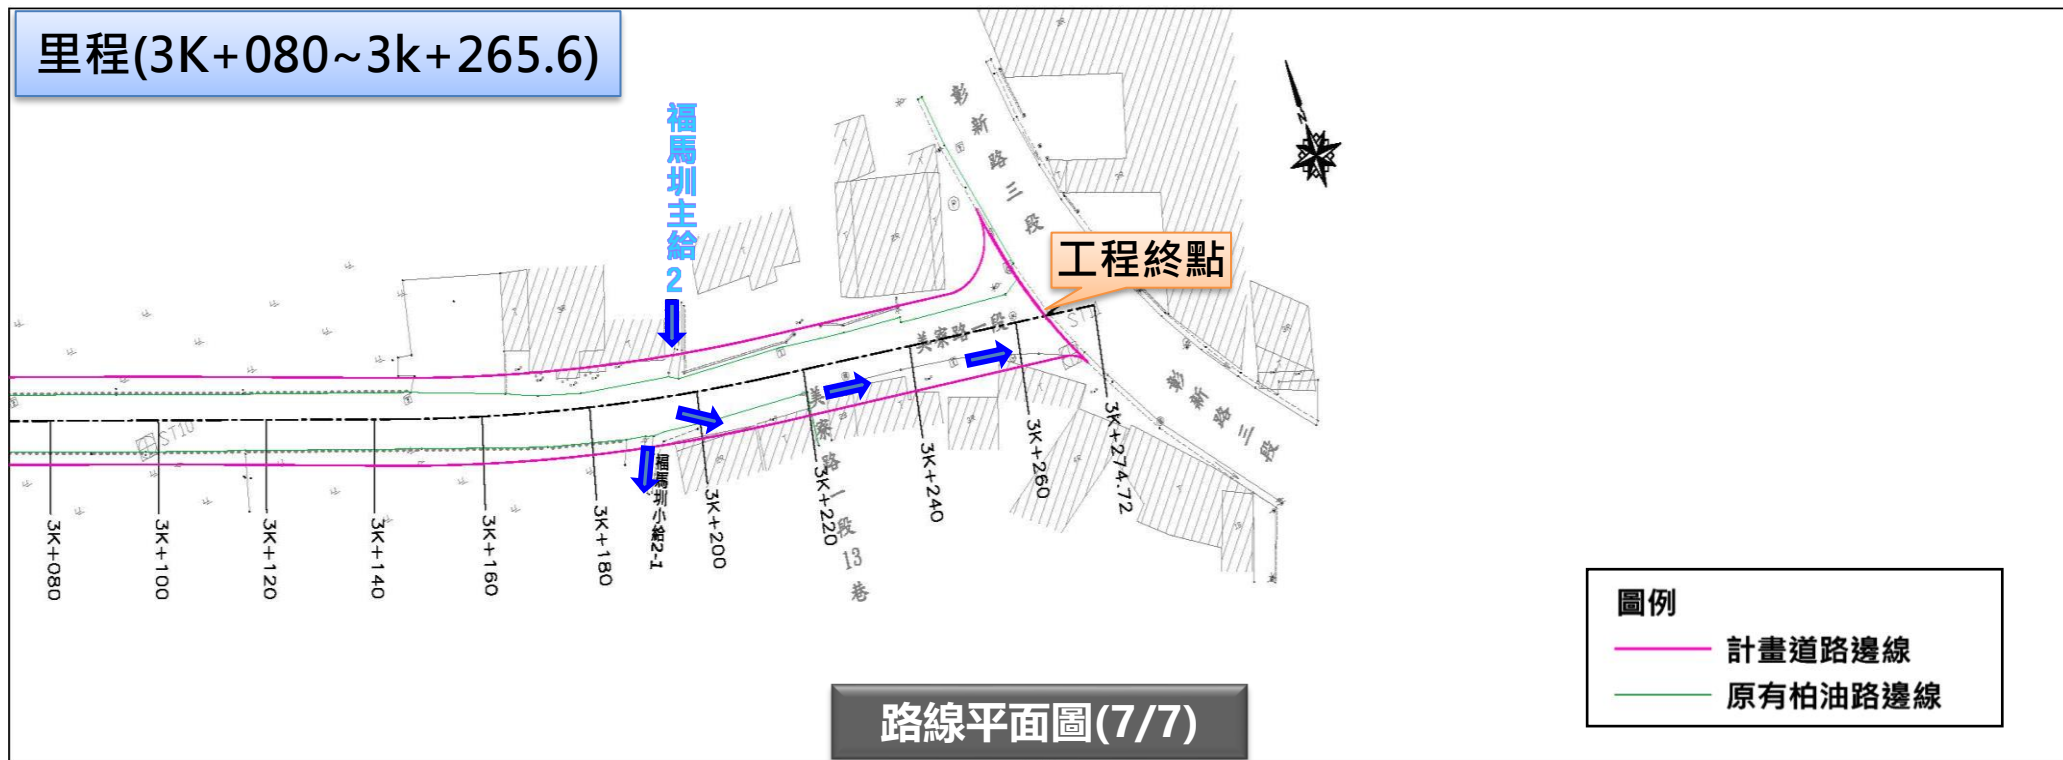 里程(3K+080~3k+265.6)
福馬圳主給2
彰新路三段
工程終點
美寮路一段
ST10
彰新路三段
美寮路一段13巷
福馬圳小給2-1
3K+080
3K+100
3K+120
3K+140
3K+160
3K+180
3K+200
3K+220
3K+240
3K+260
3K+274.72
N
圖例
計畫道路邊線
原有柏油路邊線
路線平面圖(7/7)